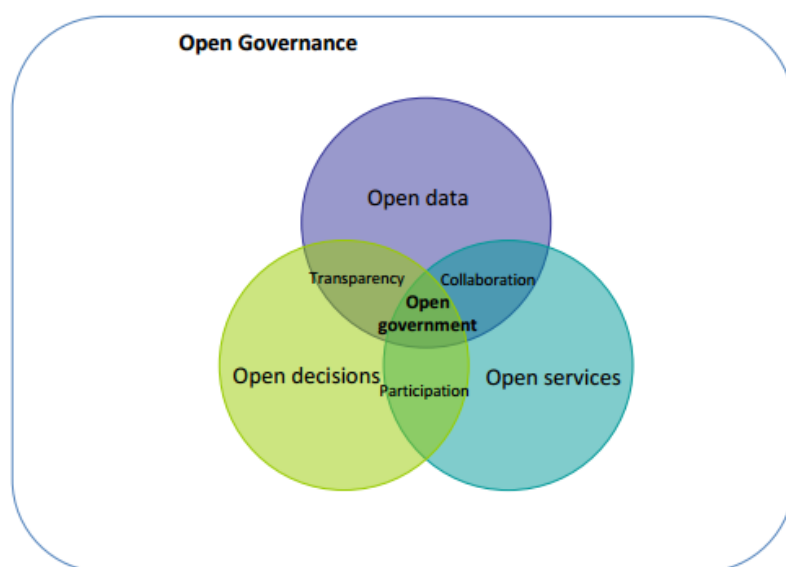 Open Governance
Open data
Transparency
Collaboration
Open
government
Open decisions
Open services
Participation